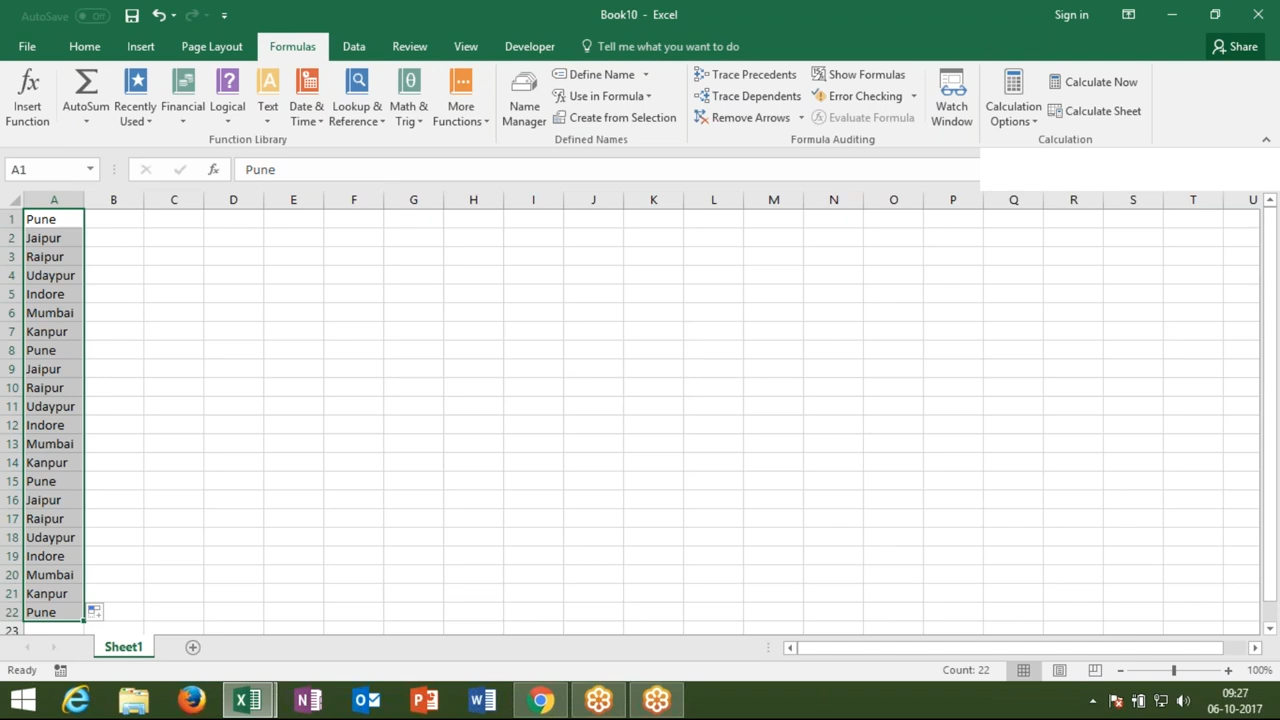 AutoSave Off
Book10 - Excel
Sign in
File Home Insert Page Layout Formulas Data Review View Developer Tell me what you want to do Share
Insert Function
AutoSum
Recently Used
Financial
Logical
Text
Date & Time
Lookup & Reference
Math & Trig
More Functions
Function Library
Name Manager
Define Name
Use in Formula
Create from Selection
Defined Names
Trace Precedents
Trace Dependents
Remove Arrows
Show Formulas
Error Checking
Evaluate Formula
Formula Auditing
Watch Window
Calculation Options
Calculate Now
Calculate Sheet
Calculation
A1 fx Pune
A B C D E F G H I J K L M N O P Q R S T U
1 Pune
2 Jaipur
3 Raipur
4 Udaypur
5 Indore
6 Mumbai
7 Kanpur
8 Pune
9 Jaipur
10 Raipur
11 Udaypur
12 Indore
13 Mumbai
14 Kanpur
15 Pune
16 Jaipur
17 Raipur
18 Udaypur
19 Indore
20 Mumbai
21 Kanpur
22 Pune
23
Sheet1
Ready
Count: 22
100%
09:27
06-10-2017